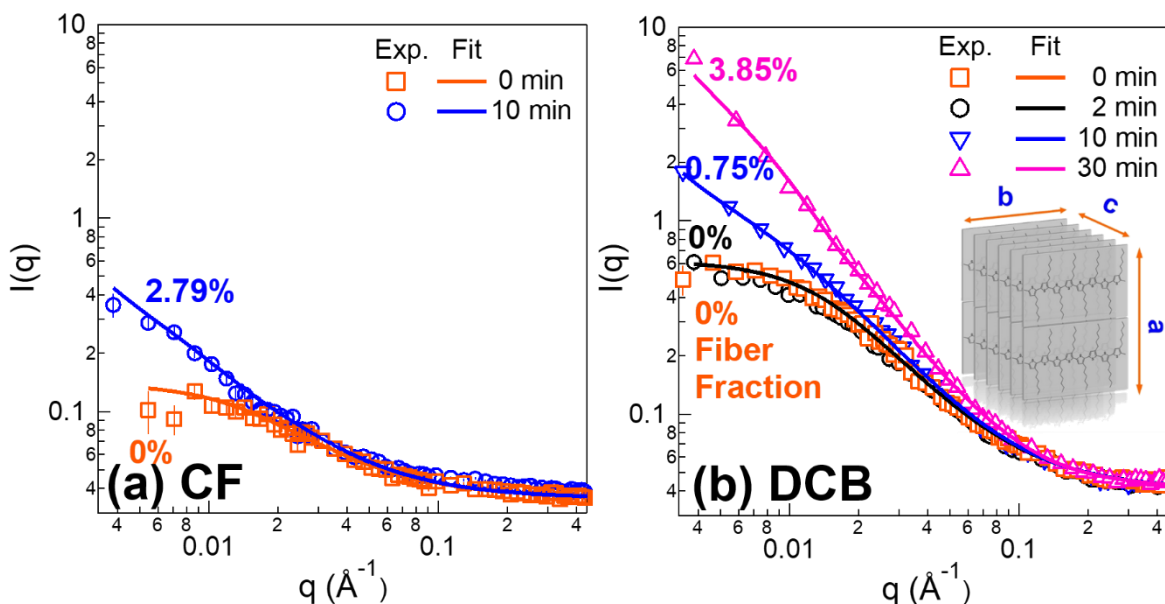 10
8
6
4
2
1
8
6
4
2
0.1
8
6
4
I(q)
Exp. Fit
0 min
10 min
2.79%
0%
(a) CF
4 6 8 2 4 6 8 2 4
0.01 0.1
q (Å⁻¹)
10
8
6
4
2
1
8
6
4
2
0.1
8
6
4
I(q)
Exp. Fit
0 min
2 min
10 min
30 min
3.85%
0.75%
0%
0%
Fiber
Fraction
b
c
a
(b) DCB
4 6 8 2 4 6 8 2 4
0.01 0.1
q (Å⁻¹)